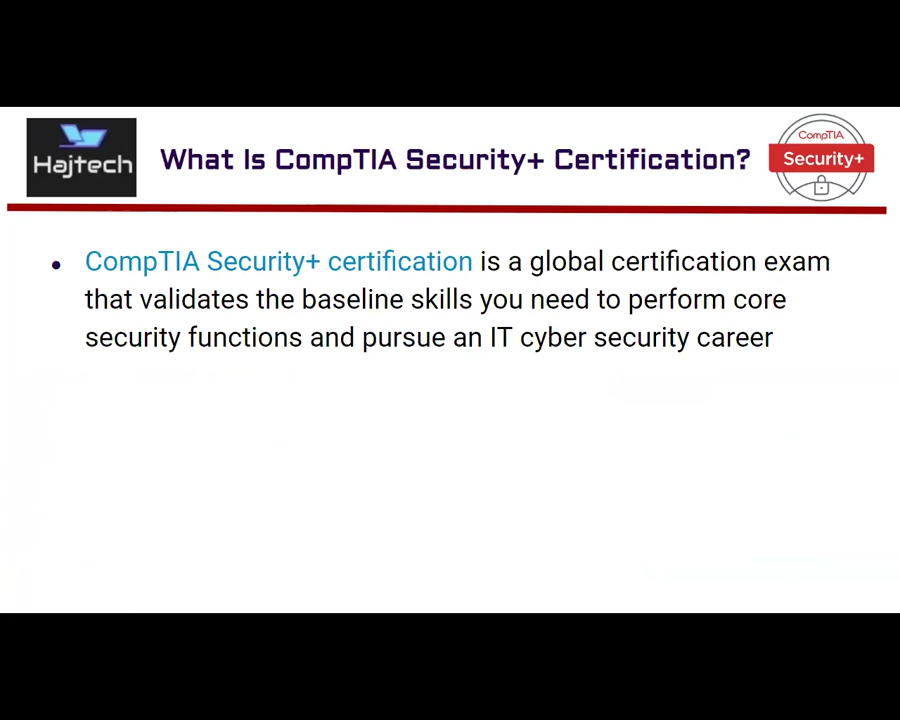 Hajtech
What Is CompTIA Security+ Certification?
CompTIA
Security+
• CompTIA Security+ certification is a global certification exam
that validates the baseline skills you need to perform core
security functions and pursue an IT cyber security career